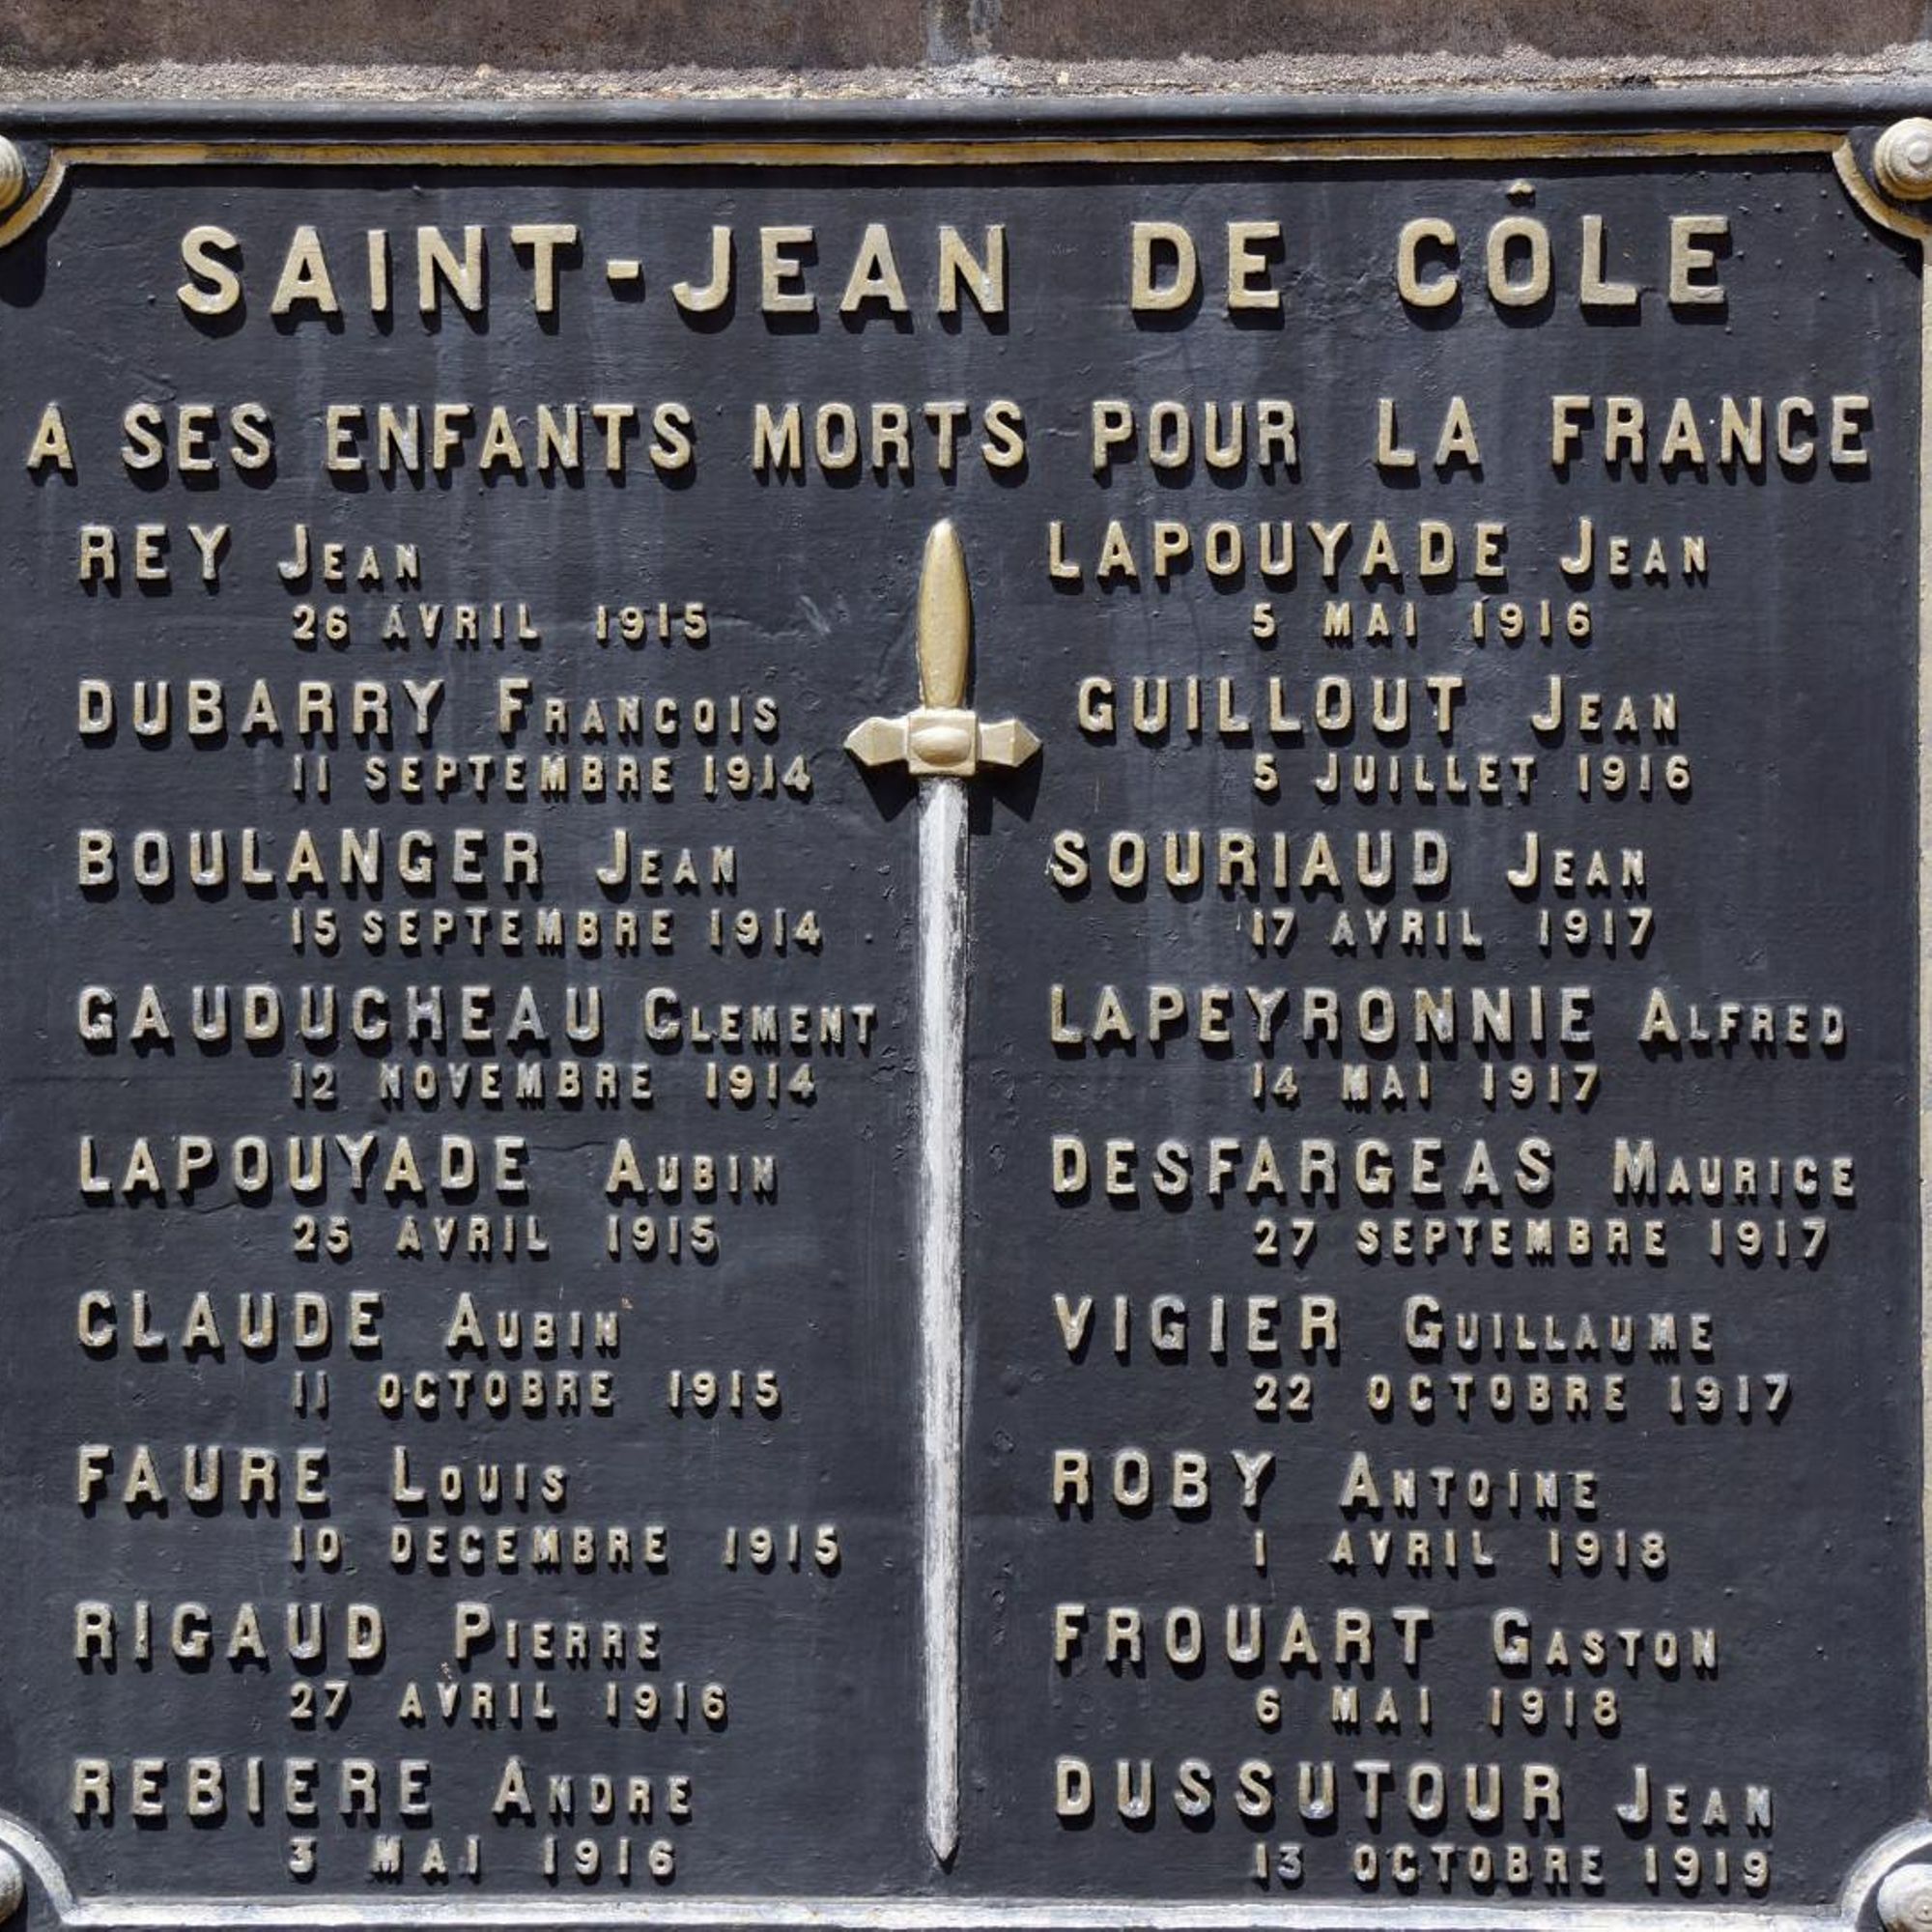 SAINT-JEAN DE CÔLE
A SES ENFANTS MORTS POUR LA FRANCE
REY JEAN
26 AVRIL 1915
DUBARRY FRANCOIS
11 SEPTEMBRE 1914
BOULANGER JEAN
15 SEPTEMBRE 1914
GAUDUCHEAU CLEMENT
12 NOVEMBRE 1914
LAPOUYADE AUBIN
25 AVRIL 1915
CLAUDE AUBIN
11 OCTOBRE 1915
FAURE LOUIS
10 DECEMBRE 1915
RIGAUD PIERRE
27 AVRIL 1916
REBIERE ANDRE
3 MAI 1916
LAPOUYADE JEAN
5 MAI 1916
GUILLOUT JEAN
5 JUILLET 1916
SOURIAUD JEAN
17 AVRIL 1917
LAPEYRONNIE ALFRED
14 MAI 1917
DESFARGEAS MAURICE
27 SEPTEMBRE 1917
VIGIER GUILLAUME
22 OCTOBRE 1917
ROBY ANTOINE
1 AVRIL 1918
FROUART GASTON
6 MAI 1918
DUSSUTOUR JEAN
13 OCTOBRE 1919